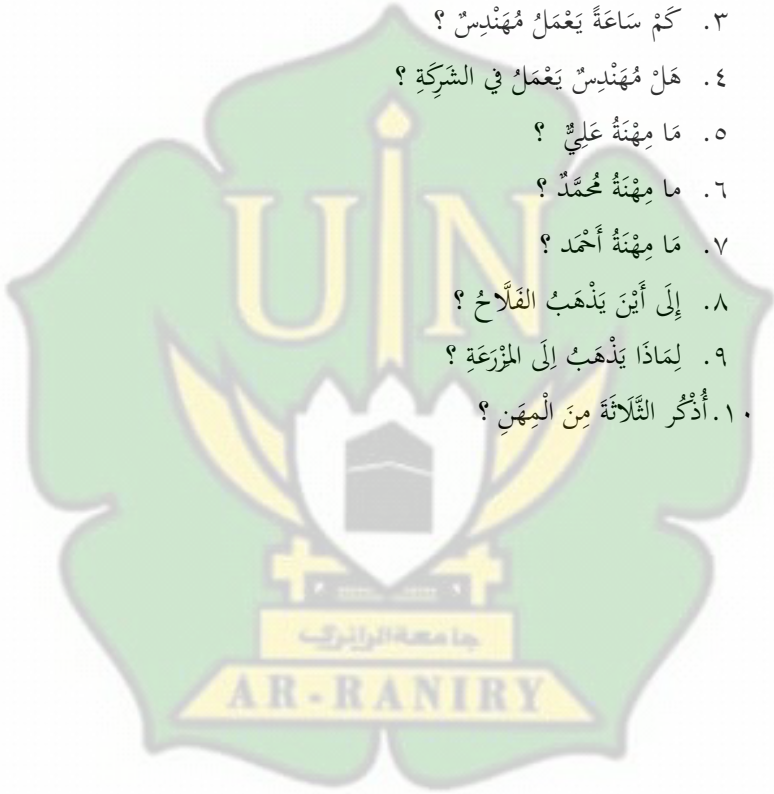 ٣. كَمْ سَاعَةً يَعْمَلُ مُهَنْدِسٌ ؟
٤. هَلْ مُهَنْدِسٌ يَعْمَلُ فِي الشَرِكَةِ ؟
٥. مَا مِهْنَةُ عَلِيٌّ ؟
٦. ما مِهْنَةُ مُحَمَّدٌ ؟
٧. مَا مِهْنَةُ أَحْمَد ؟
٨. إِلَى أَيْنَ يَذْهَبُ الفَلَّاحُ ؟
٩. لِمَاذَا يَذْهَبُ اِلَى المَزْرَعَةِ ؟
١٠. أُذْكُر الثَّلَاثَةَ مِنَ الْمِهَنِ ؟
UIN
جامعة الرانري
AR-RANIRY